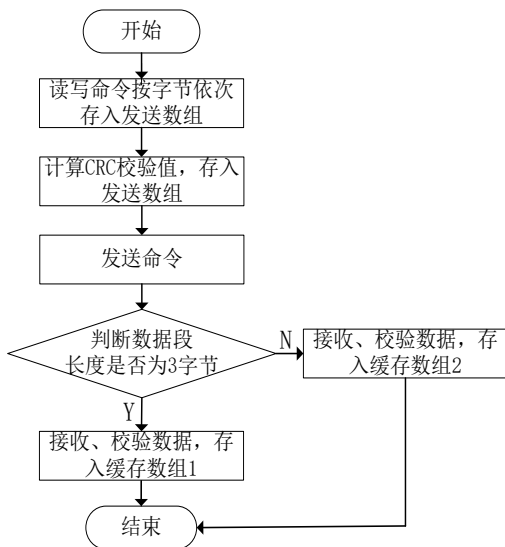 开始
读写命令按字节依次
存入发送数组
计算CRC校验值，存入
发送数组
发送命令
判断数据段
长度是否为3字节
N
接收、校验数据，存
入缓存数组2
Y
接收、校验数据，存
入缓存数组1
结束